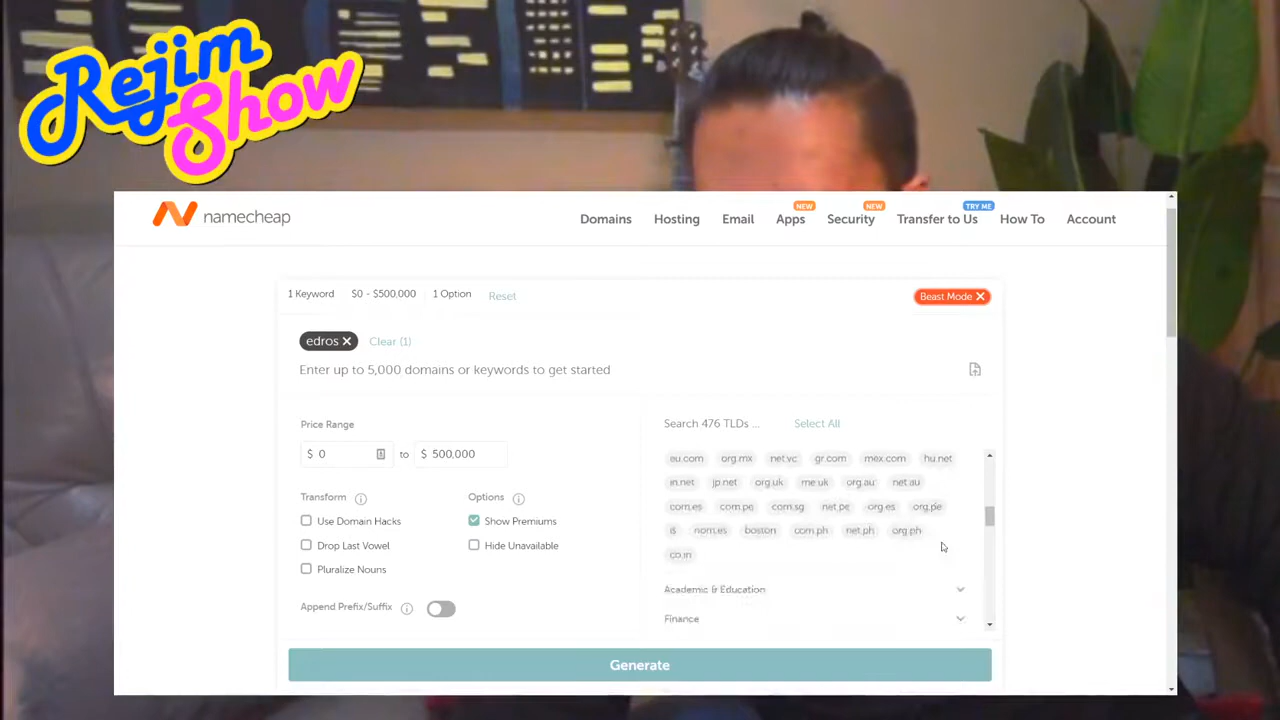 Rejim
Show
namecheap
Domains
Hosting
Email
Apps
NEW
Security
NEW
Transfer to Us
TRY ME
How To
Account
1 Keyword
$0 - $500,000
1 Option
Reset
Beast Mode ✕
edros ✕
Clear (1)
Enter up to 5,000 domains or keywords to get started
Price Range
$ 0
to
$ 500,000
Transform
Use Domain Hacks
Drop Last Vowel
Pluralize Nouns
Options
Show Premiums
Hide Unavailable
Append Prefix/Suffix
Search 476 TLDs ...
Select All
eu.com org.mx net.vc gr.com mex.com hu.net
in.net jp.net org.uk me.uk org.au net.au
com.es com.pe com.sg net.pe org.es org.pe
is nom.es boston com.ph net.ph org.ph
co.in
Academic & Education
Finance
Generate